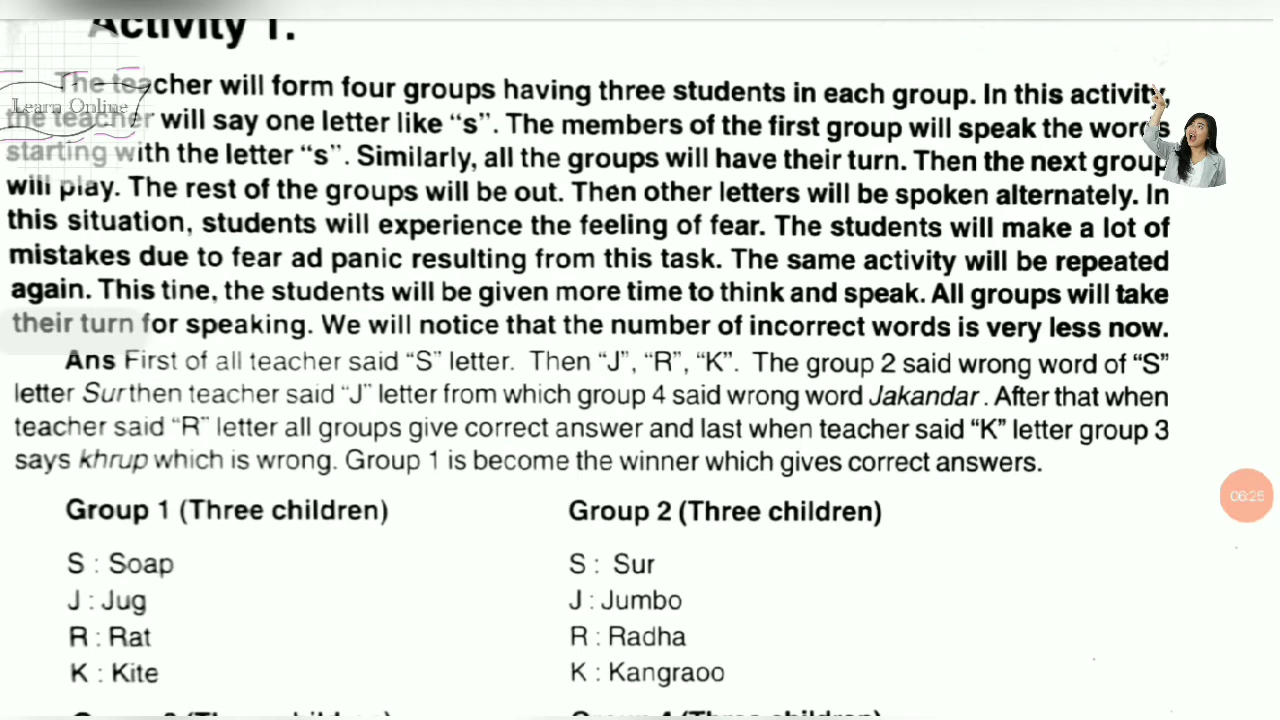 Activity 1.
The teacher will form four groups having three students in each group. In this activity,
Learn Online
the teacher will say one letter like "s". The members of the first group will speak the words
starting with the letter "s". Similarly, all the groups will have their turn. Then the next group
will play. The rest of the groups will be out. Then other letters will be spoken alternately. In
this situation, students will experience the feeling of fear. The students will make a lot of
mistakes due to fear ad panic resulting from this task. The same activity will be repeated
again. This tine, the students will be given more time to think and speak. All groups will take
their turn for speaking. We will notice that the number of incorrect words is very less now.
Ans First of all teacher said "S" letter. Then "J", "R", "K". The group 2 said wrong word of "S"
letter Sur then teacher said "J" letter from which group 4 said wrong word Jakandar. After that when
teacher said "R" letter all groups give correct answer and last when teacher said "K" letter group 3
says khrup which is wrong. Group 1 is become the winner which gives correct answers.
06:25
Group 1 (Three children) Group 2 (Three children)
S : Soap S : Sur
J : Jug J : Jumbo
R : Rat R : Radha
K : Kite K : Kangraoo